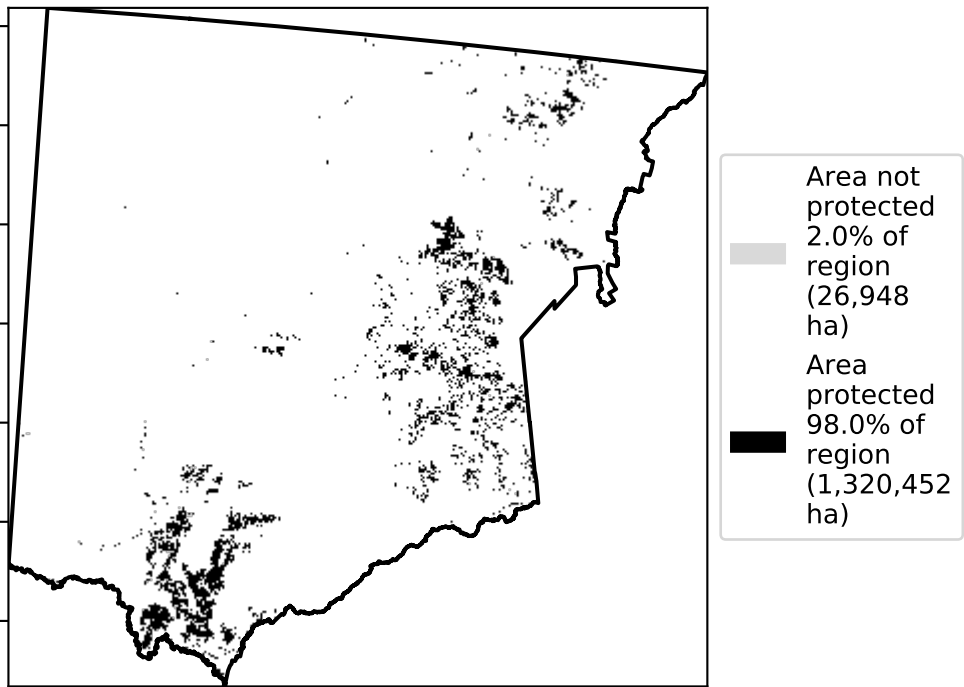 Area not
protected
2.0% of
region
(26,948
ha)
Area
protected
98.0% of
region
(1,320,452
ha)